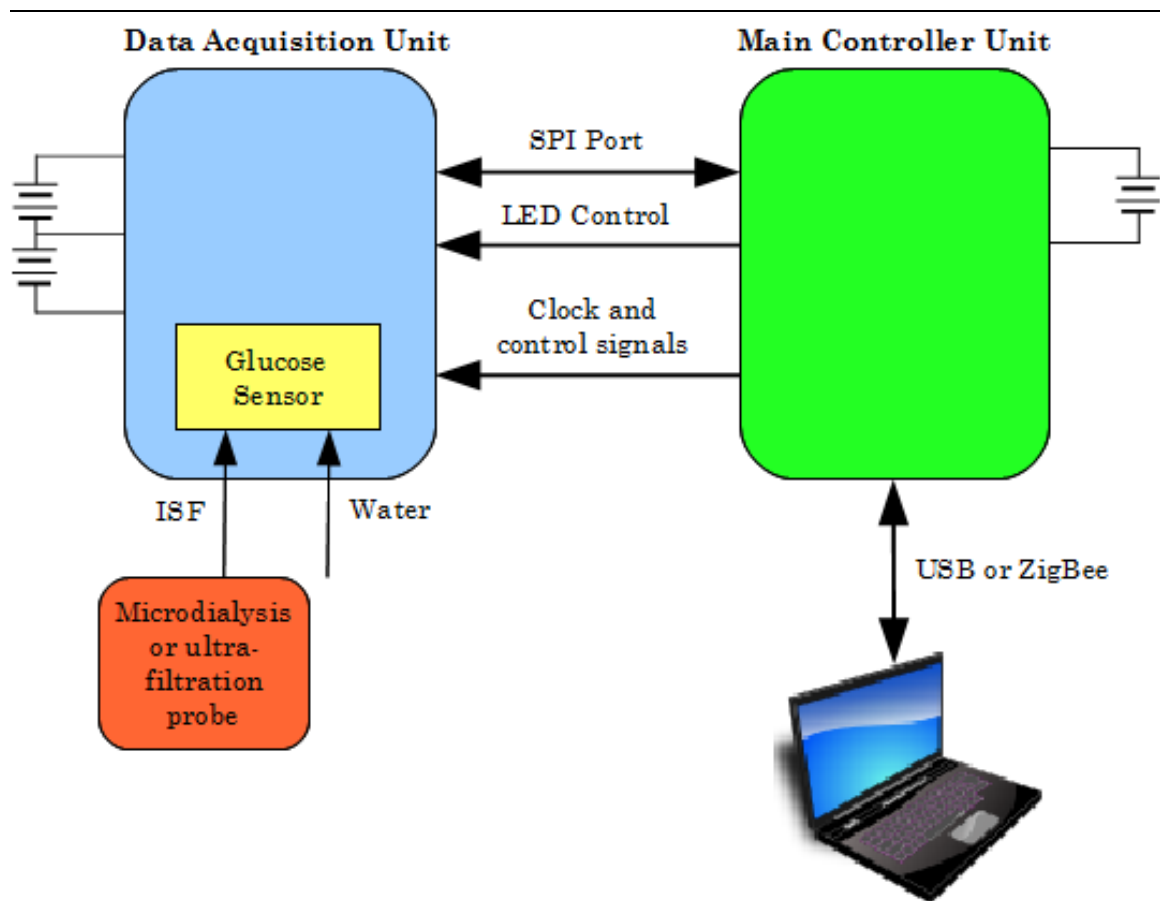 Data Acquisition Unit
Main Controller Unit
SPI Port
LED Control
Clock and
control signals
Glucose
Sensor
ISF
Water
Microdialysis
or ultra-
filtration
probe
USB or ZigBee